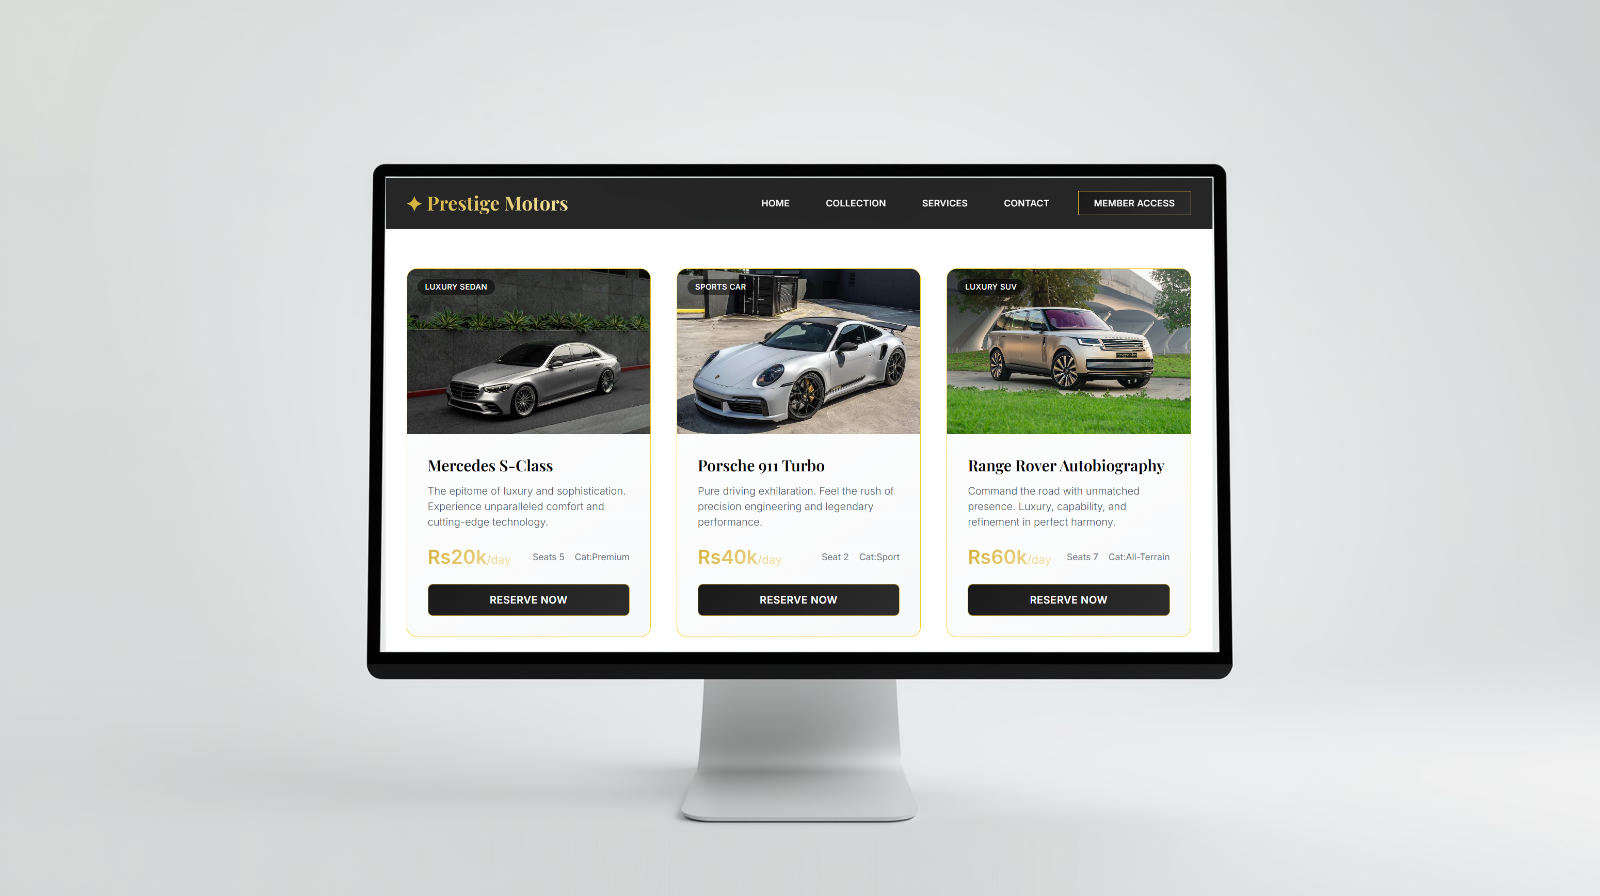 ✦ Prestige Motors
HOME COLLECTION SERVICES CONTACT MEMBER ACCESS
LUXURY SEDAN
Mercedes S-Class
The epitome of luxury and sophistication.
Experience unparalleled comfort and
cutting-edge technology.
Rs20k/day Seats 5 Cat:Premium
RESERVE NOW
SPORTS CAR
Porsche 911 Turbo
Pure driving exhilaration. Feel the rush of
precision engineering and legendary
performance.
Rs40k/day Seat 2 Cat:Sport
RESERVE NOW
LUXURY SUV
Range Rover Autobiography
Command the road with unmatched
presence. Luxury, capability, and
refinement in perfect harmony.
Rs60k/day Seats 7 Cat:All-Terrain
RESERVE NOW